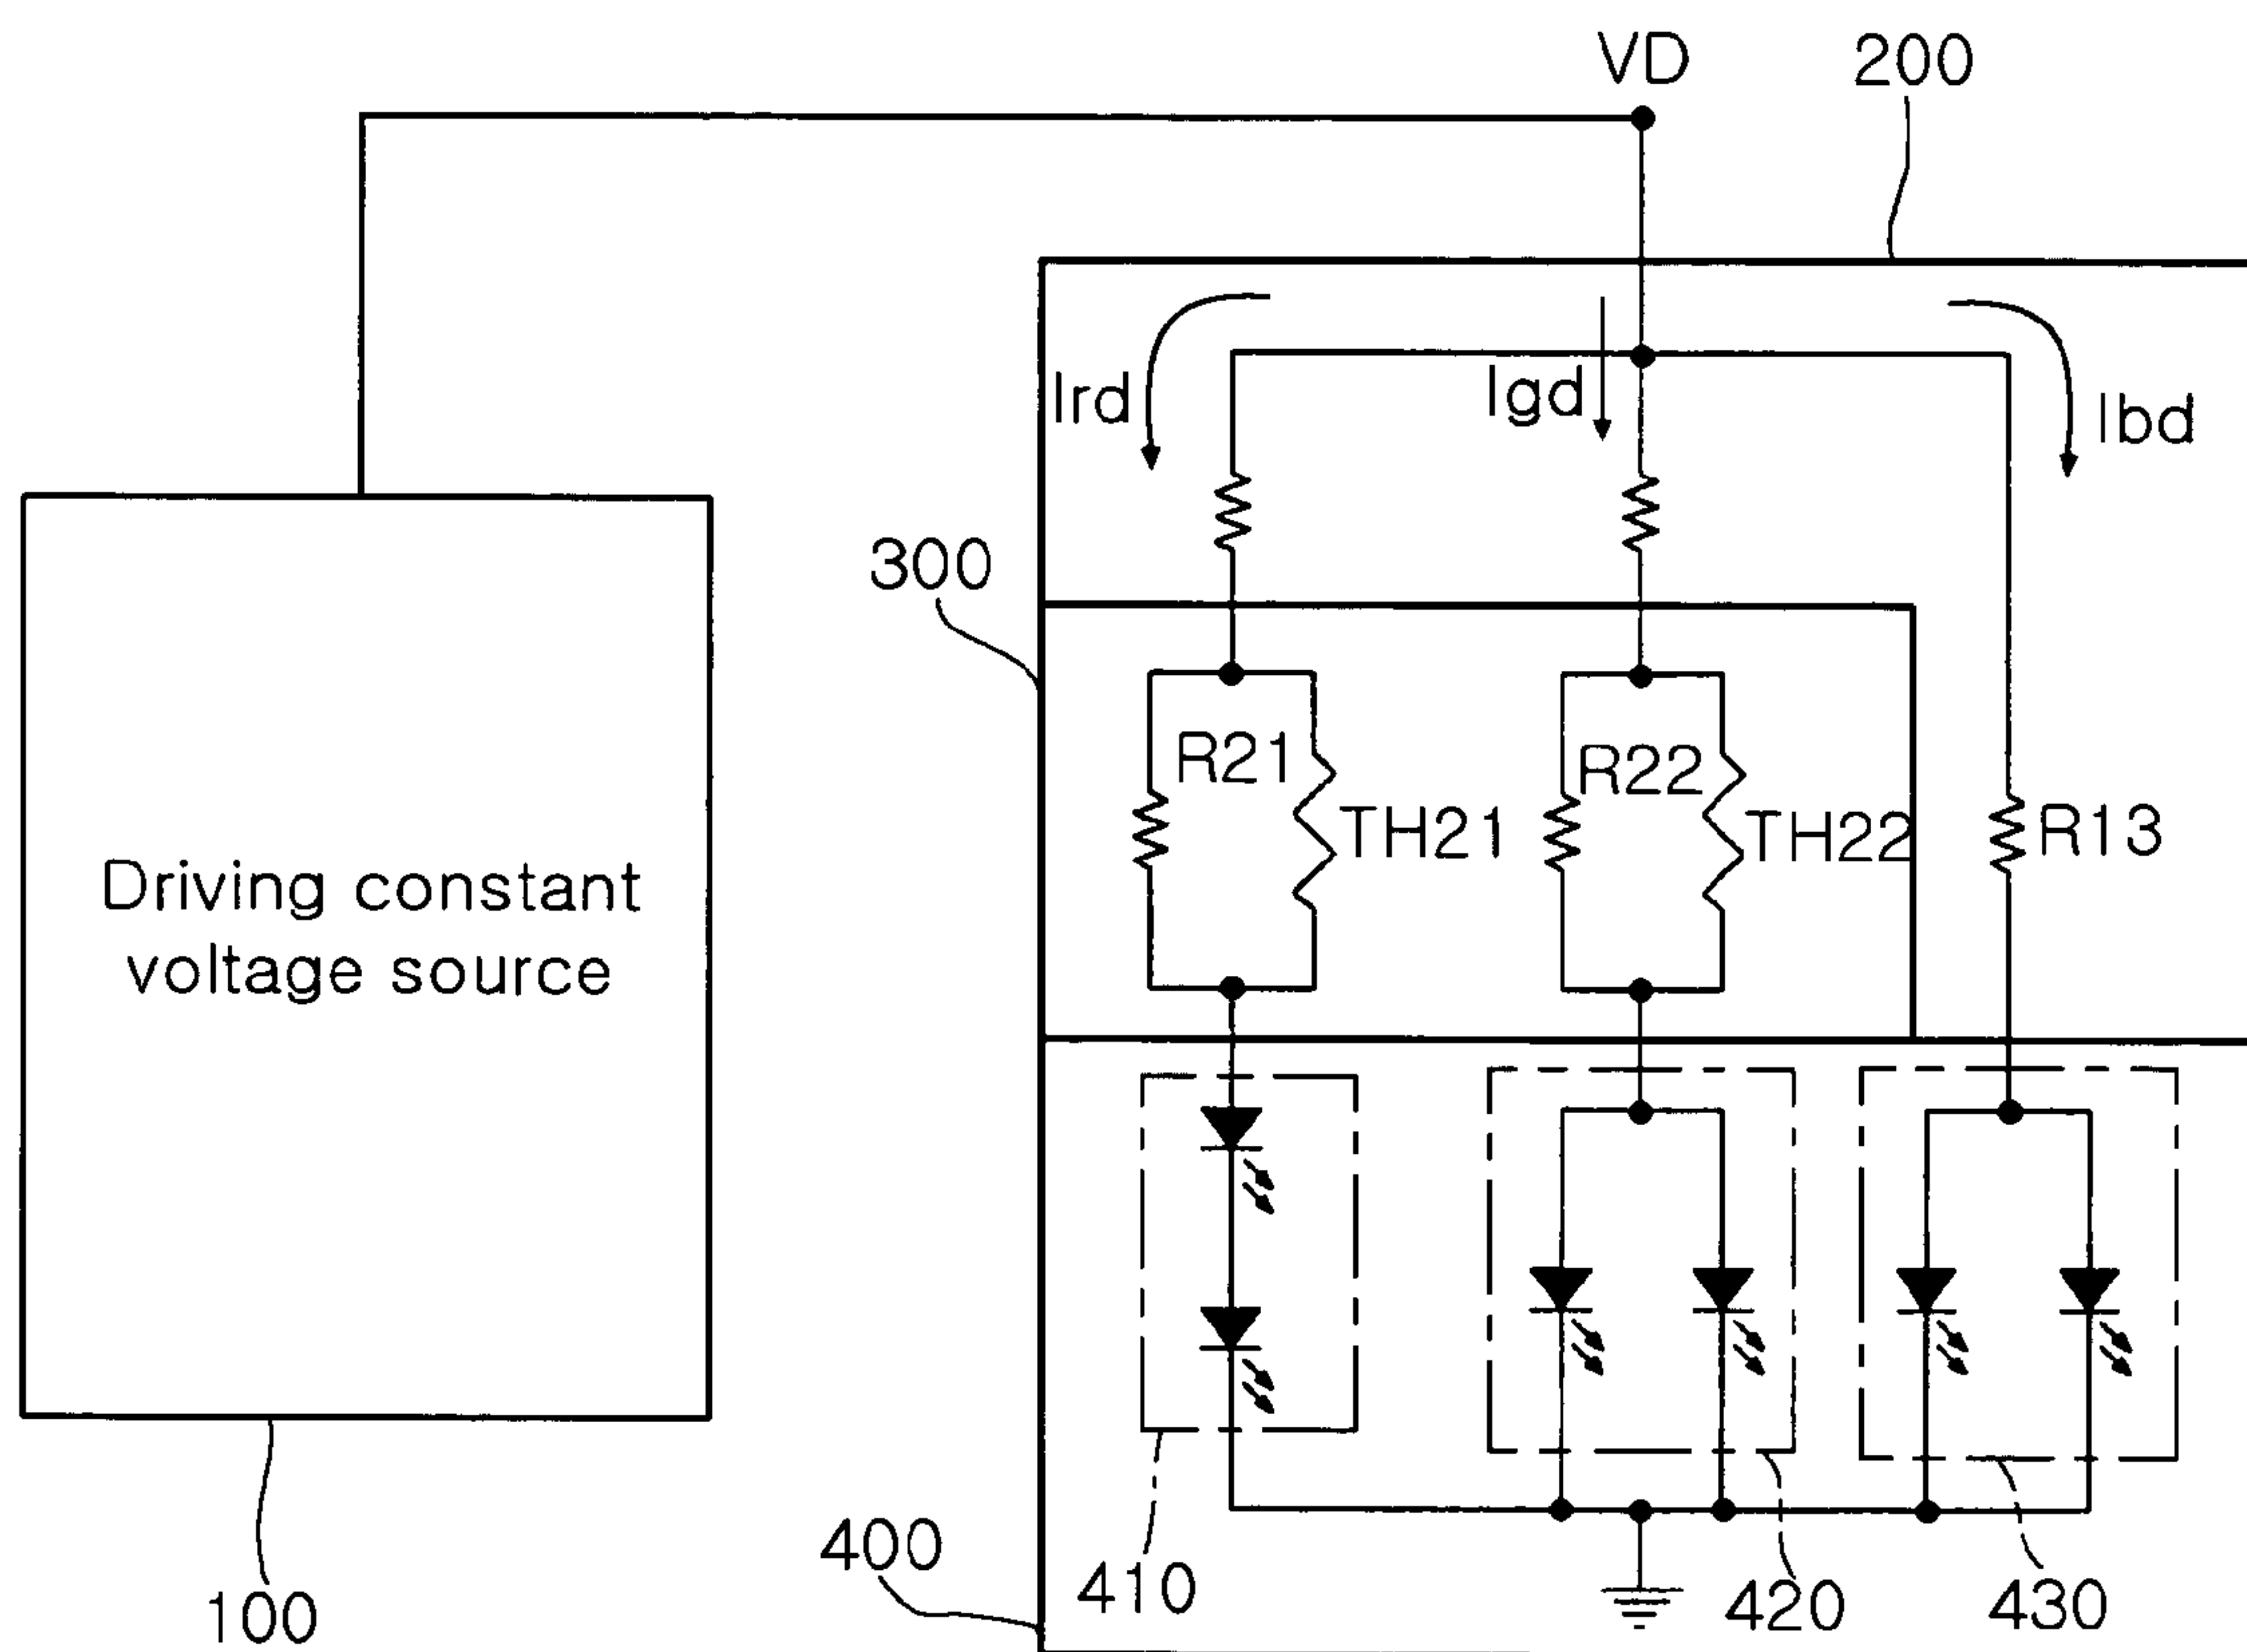 VD
200
Ird
Igd
Ibd
300
R21
TH21
R22
TH22
R13
Driving constant
voltage source
400
410
420
430
100